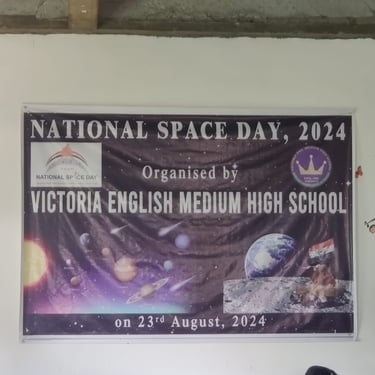 NATIONAL SPACE DAY, 2024
NATIONAL SPACE DAY
Organised by
VICTORIA ENGLISH MEDIUM HIGH SCHOOL
on 23rd August, 2024